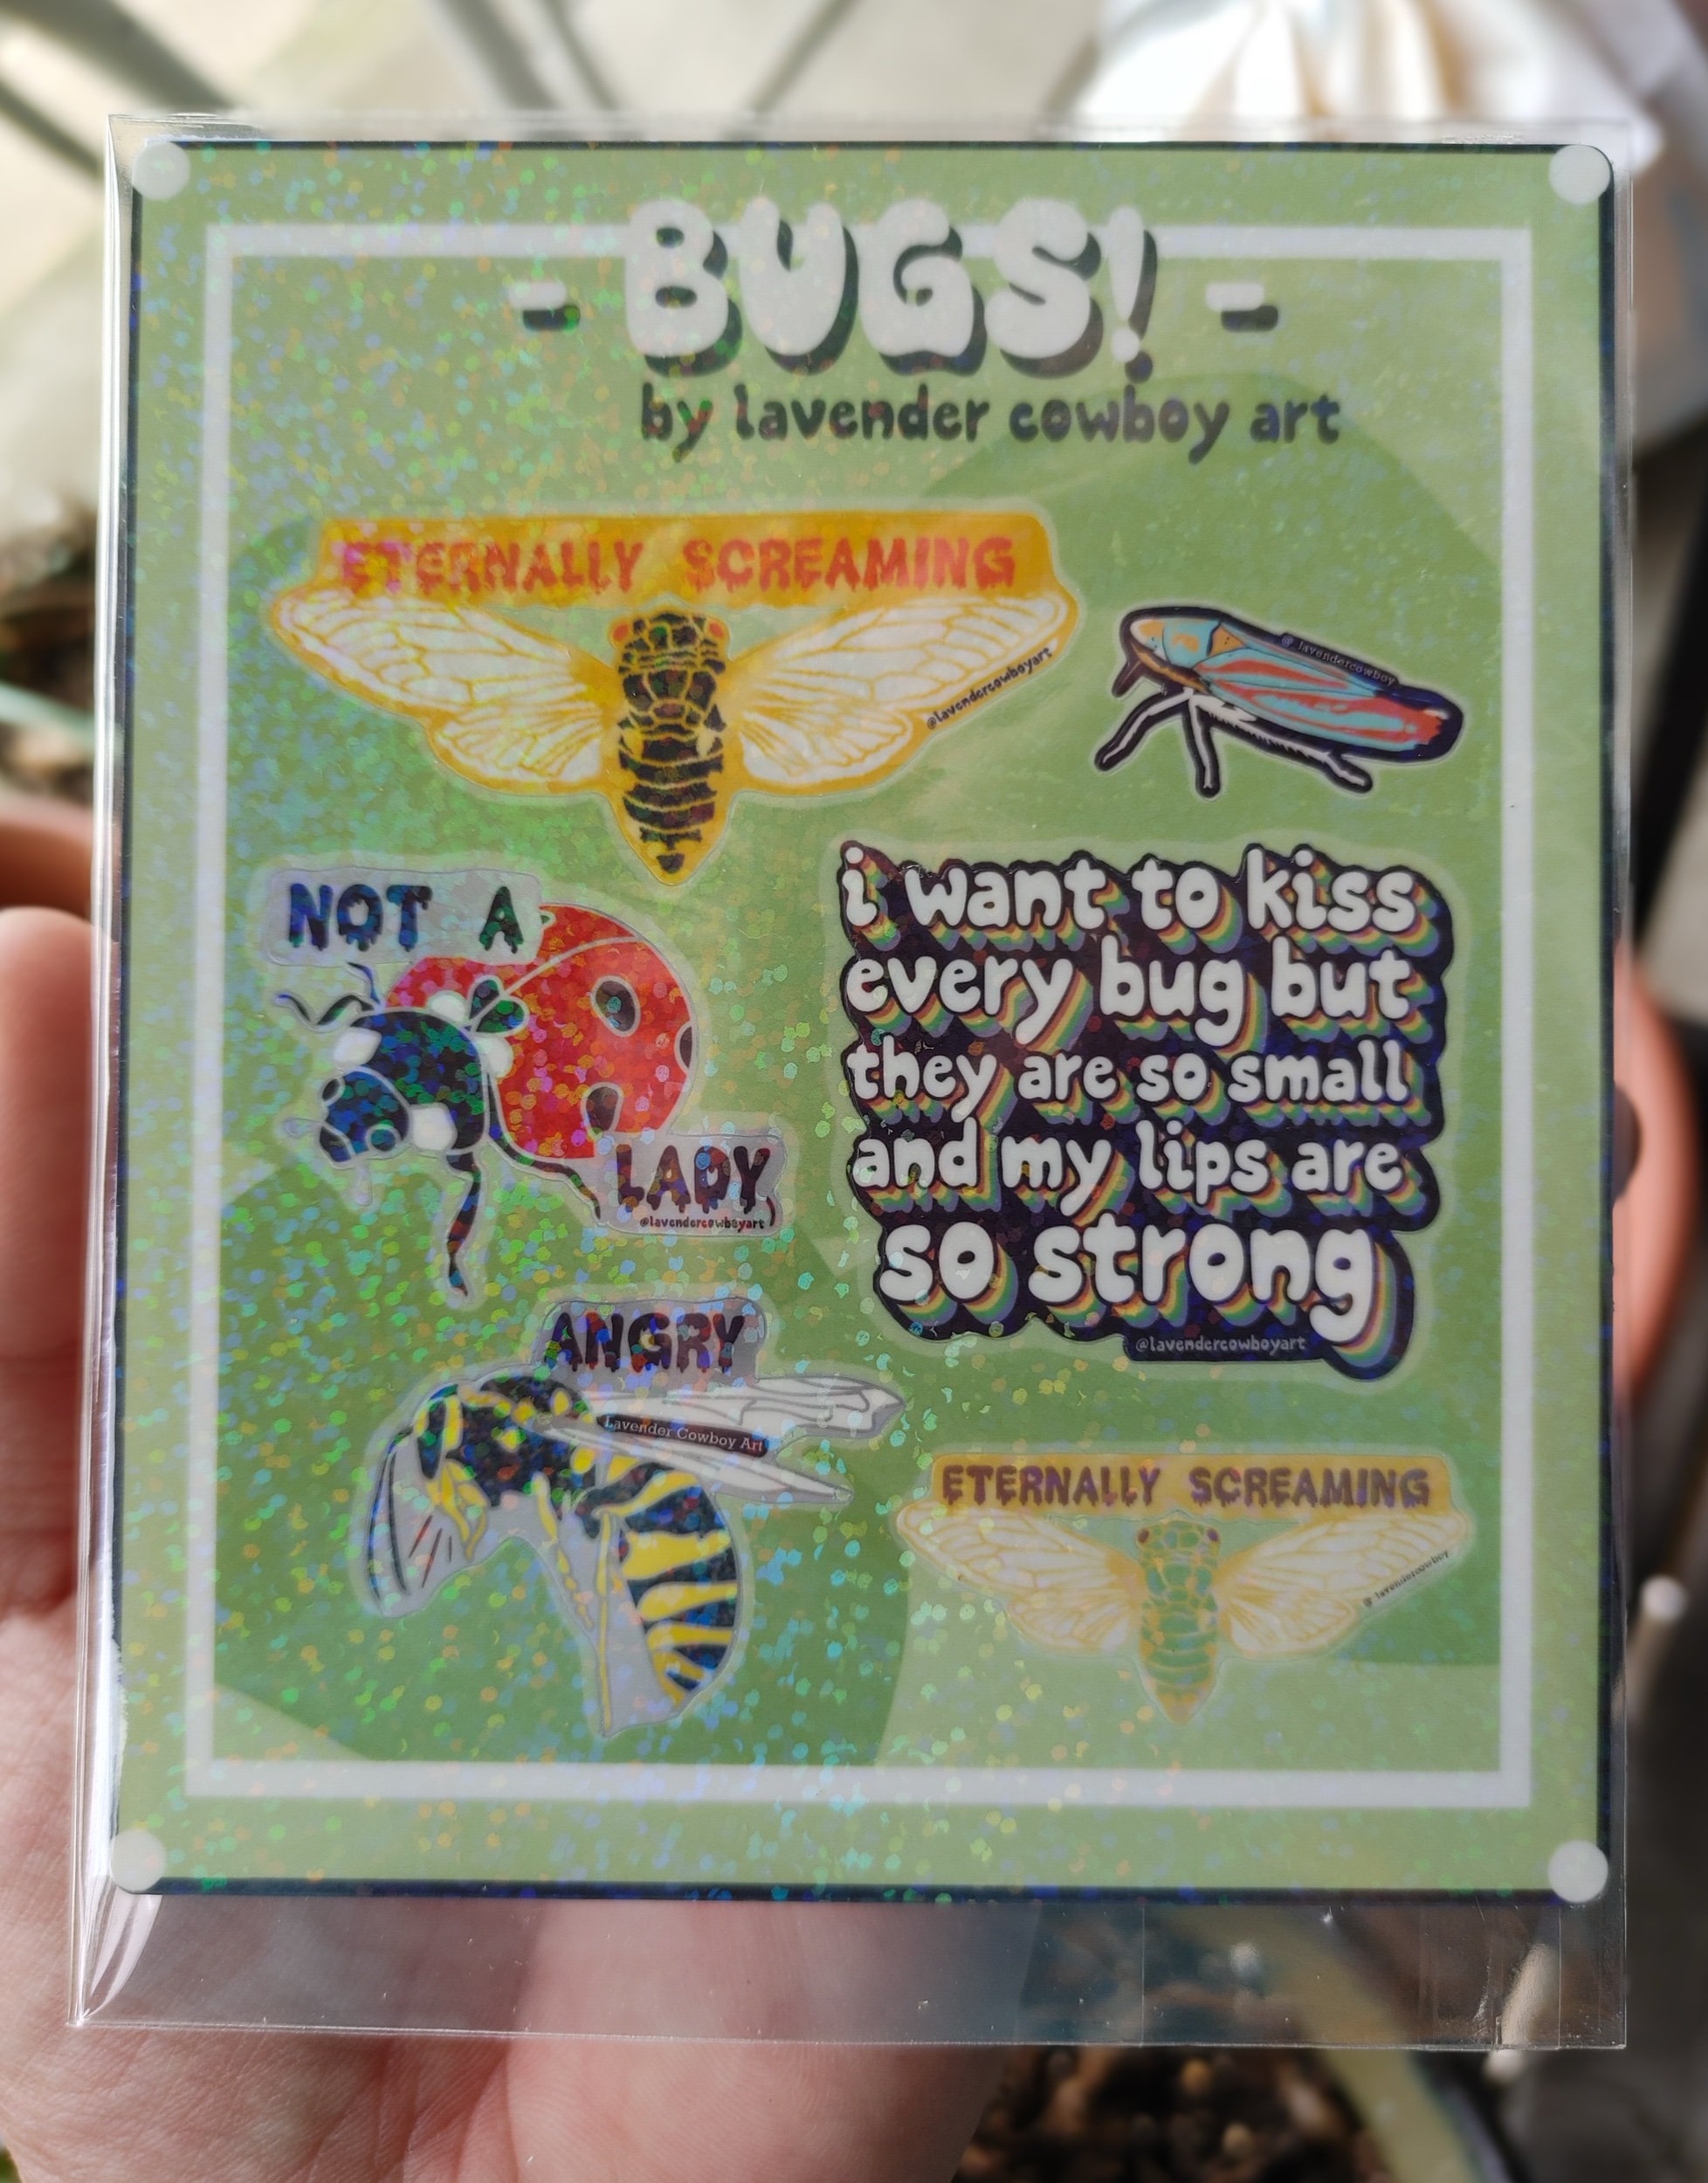 - BUGS! -
by lavender cowboy art
ETERNALLY SCREAMING
@lavendercowboyart
@ lavendercowboy
NOT A
LADY
@lavendercowboyart
i want to kiss
every bug but
they are so small
and my lips are
so strong
@lavendercowboyart
ANGRY
Lavender Cowboy Art
ETERNALLY SCREAMING
@ lavendercowboy